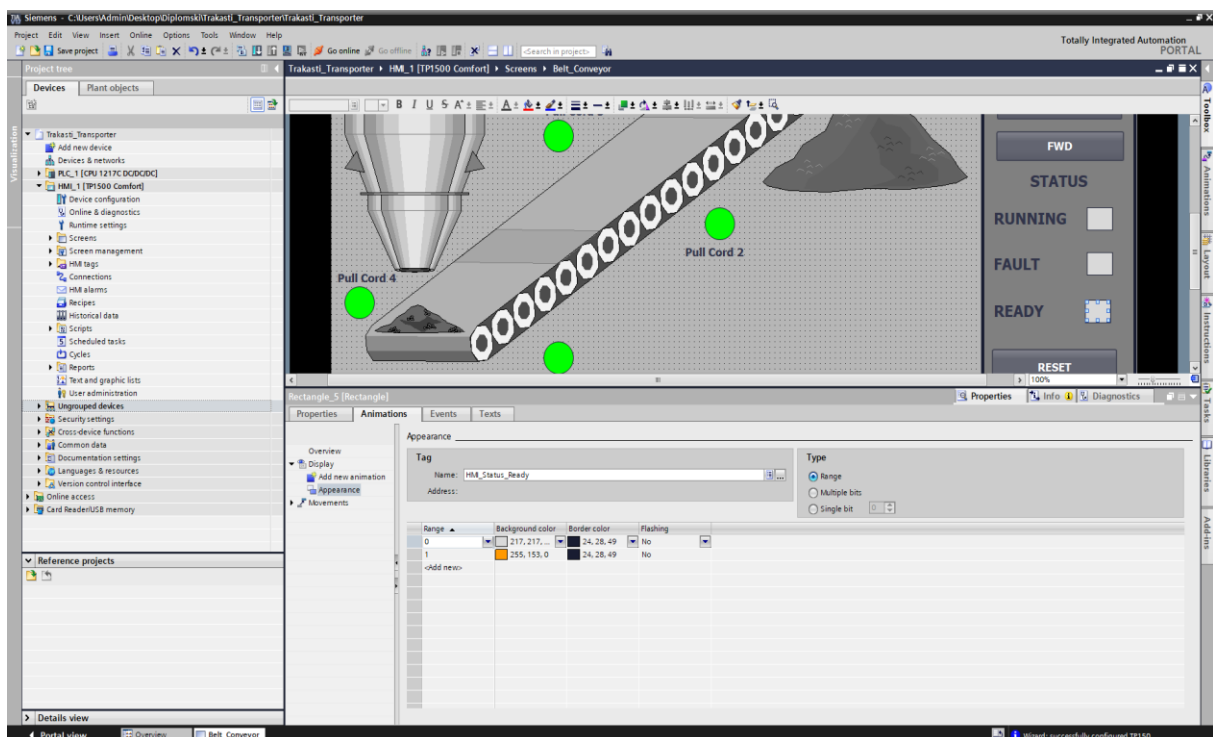 Siemens - C:\Users\Admin\Desktop\Diplomski\Trakasti_Transporter\Trakasti_Transporter
Project Edit View Insert Online Options Tools Window Help
Totally Integrated Automation
PORTAL
Save project Go online Go offline <Search in project>
Project tree
Trakasti_Transporter ▸ HMI_1 [TP1500 Comfort] ▸ Screens ▸ Belt_Conveyor
Devices Plant objects
B I U S A
Visualization
Trakasti_Transporter
Add new device
Devices & networks
PLC_1 [CPU 1217C DC/DC/DC]
HMI_1 [TP1500 Comfort]
Device configuration
Online & diagnostics
Runtime settings
Screens
Screen management
HMI tags
Connections
HMI alarms
Recipes
Historical data
Scripts
Scheduled tasks
Cycles
Reports
Text and graphic lists
User administration
Ungrouped devices
Security settings
Cross-device functions
Common data
Documentation settings
Languages & resources
Version control interface
Online access
Card Reader/USB memory
Reference projects
Details view
Pull Cord 4
Pull Cord 2
FWD
STATUS
RUNNING
FAULT
READY
RESET
100%
Toolbox
Animations
Layout
Instructions
Tasks
Libraries
Add-ins
Rectangle_5 [Rectangle]
Properties Info Diagnostics
Properties Animations Events Texts
Overview
Display
Add new animation
Appearance
Movements
Appearance
Tag
Name: HMI_Status_Ready
Address:
Type
Range
Multiple bits
Single bit 0
Range Background color Border color Flashing
0 217, 217, ... 24, 28, 49 No
1 255, 153, 0 24, 28, 49 No
<Add new>
Portal view Overview Belt_Conveyor
Wizard: successfully configured TP150